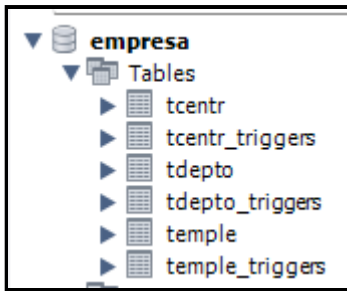 empresa
Tables
tcentr
tcentr_triggers
tdepto
tdepto_triggers
temple
temple_triggers